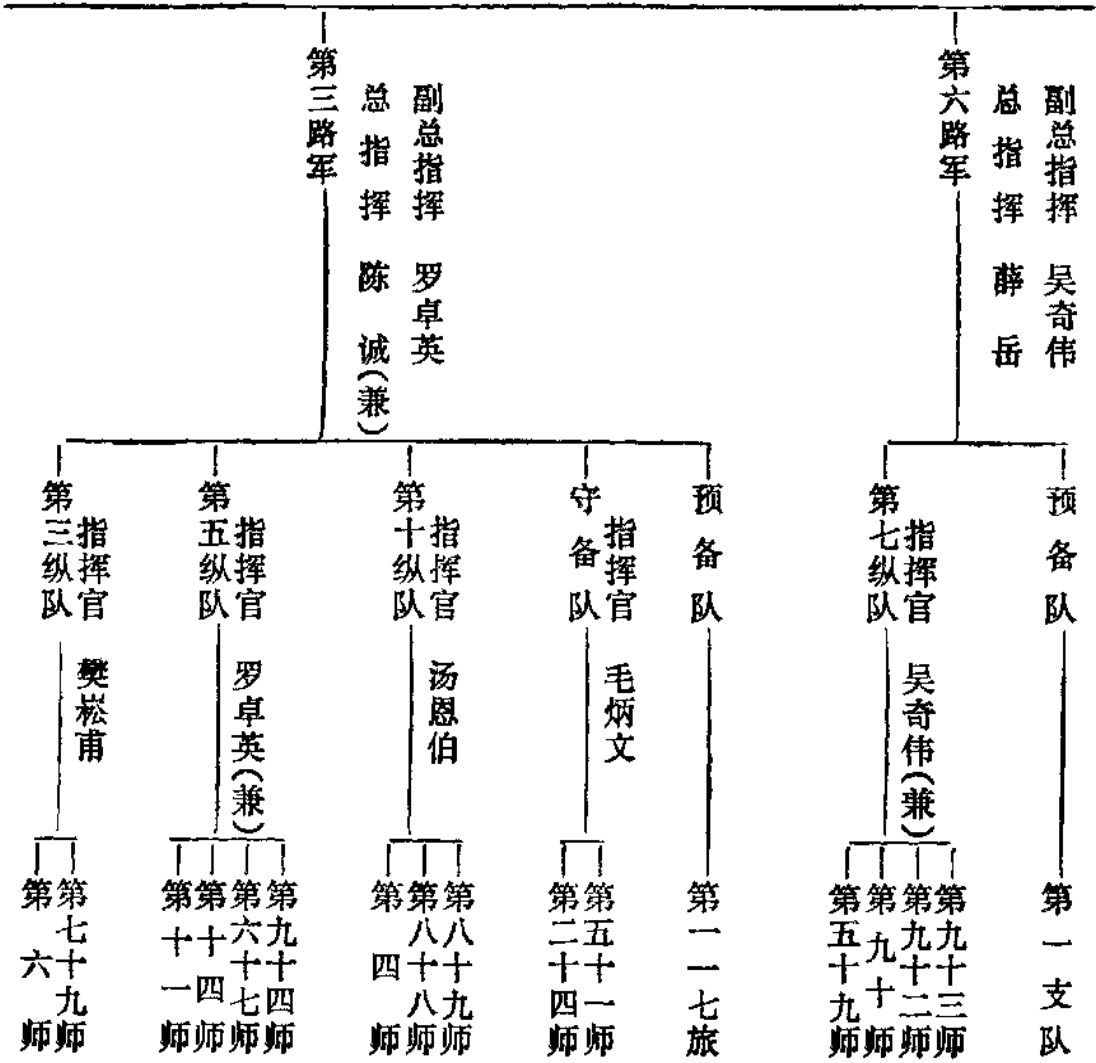 第三路军
总指挥 陈诚(兼)
副总指挥 罗卓英
第六路军
总指挥 薛岳
副总指挥 吴奇伟
第三纵队
指挥官 樊崧甫
第五纵队
指挥官 罗卓英(兼)
第十纵队
指挥官 汤恩伯
守备队
指挥官 毛炳文
预备队
第七纵队
指挥官 吴奇伟(兼)
预备队
第六师
第七十九师
第十一师
第十四师
第六十七师
第九十四师
第四师
第八十八师
第八十九师
第二十四师
第五十一师
第一一七旅
第五十九师
第九十师
第九十二师
第九十三师
第一支队